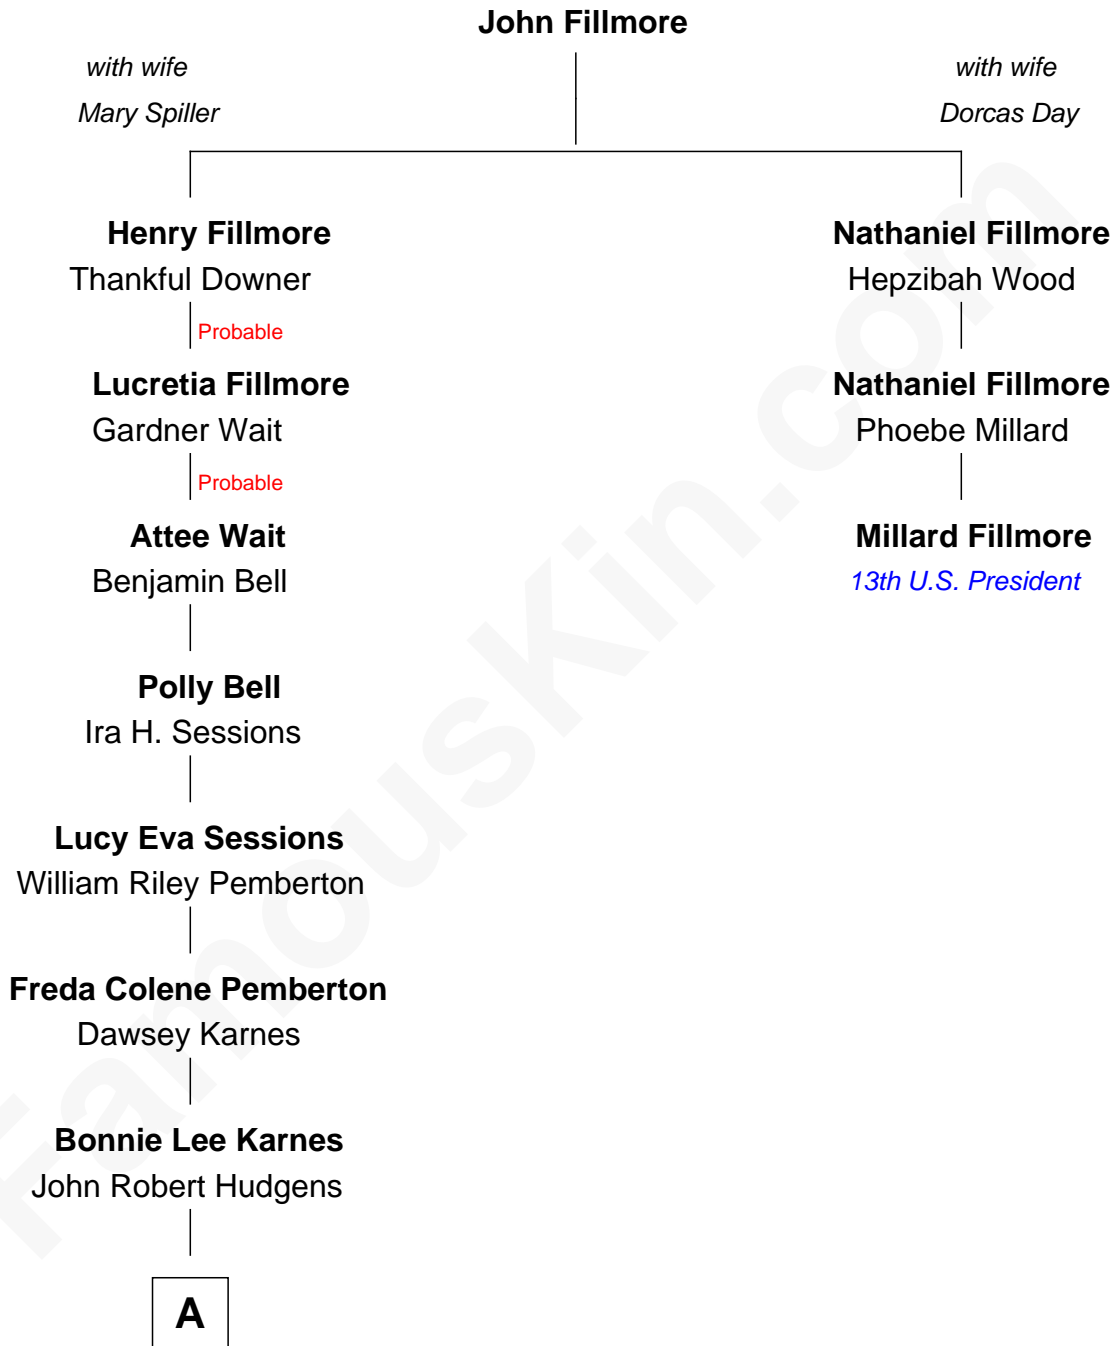 John Fillmore
with wife
Mary Spiller
with wife
Dorcas Day
Henry Fillmore
Thankful Downer
Probable
Lucretia Fillmore
Gardner Wait
Probable
Attee Wait
Benjamin Bell
Polly Bell
Ira H. Sessions
Lucy Eva Sessions
William Riley Pemberton
Freda Colene Pemberton
Dawsey Karnes
Bonnie Lee Karnes
John Robert Hudgens
A
Nathaniel Fillmore
Hepzibah Wood
Nathaniel Fillmore
Phoebe Millard
Millard Fillmore
13th U.S. President
FamousKin.com